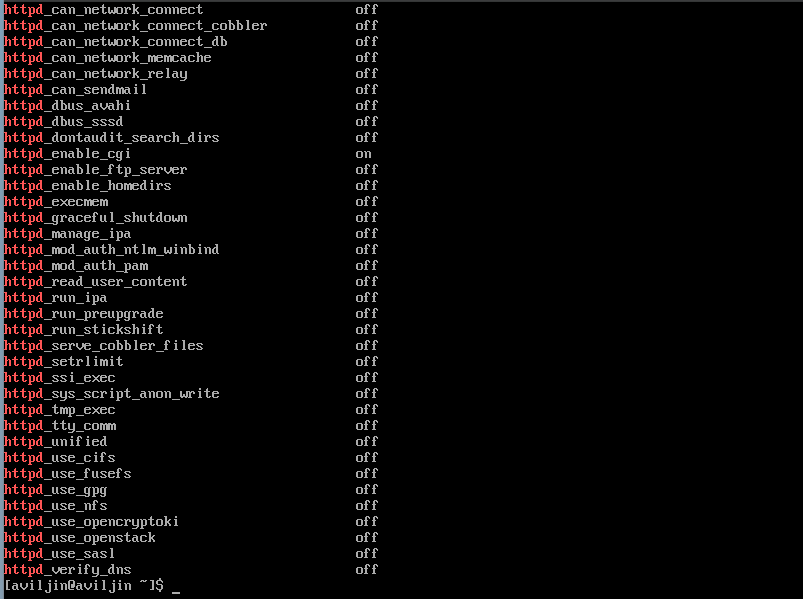 httpd_can_network_connect off
httpd_can_network_connect_cobbler off
httpd_can_network_connect_db off
httpd_can_network_memcache off
httpd_can_network_relay off
httpd_can_sendmail off
httpd_dbus_avahi off
httpd_dbus_sssd off
httpd_dontaudit_search_dirs off
httpd_enable_cgi on
httpd_enable_ftp_server off
httpd_enable_homedirs off
httpd_execmem off
httpd_graceful_shutdown off
httpd_manage_ipa off
httpd_mod_auth_ntlm_winbind off
httpd_mod_auth_pam off
httpd_read_user_content off
httpd_run_ipa off
httpd_run_preupgrade off
httpd_run_stickshift off
httpd_serve_cobbler_files off
httpd_setrlimit off
httpd_ssi_exec off
httpd_sys_script_anon_write off
httpd_tmp_exec off
httpd_tty_comm off
httpd_unified off
httpd_use_cifs off
httpd_use_fusefs off
httpd_use_gpg off
httpd_use_nfs off
httpd_use_opencryptoki off
httpd_use_openstack off
httpd_use_sasl off
httpd_verify_dns off
[aviljin@aviljin ~]$ _